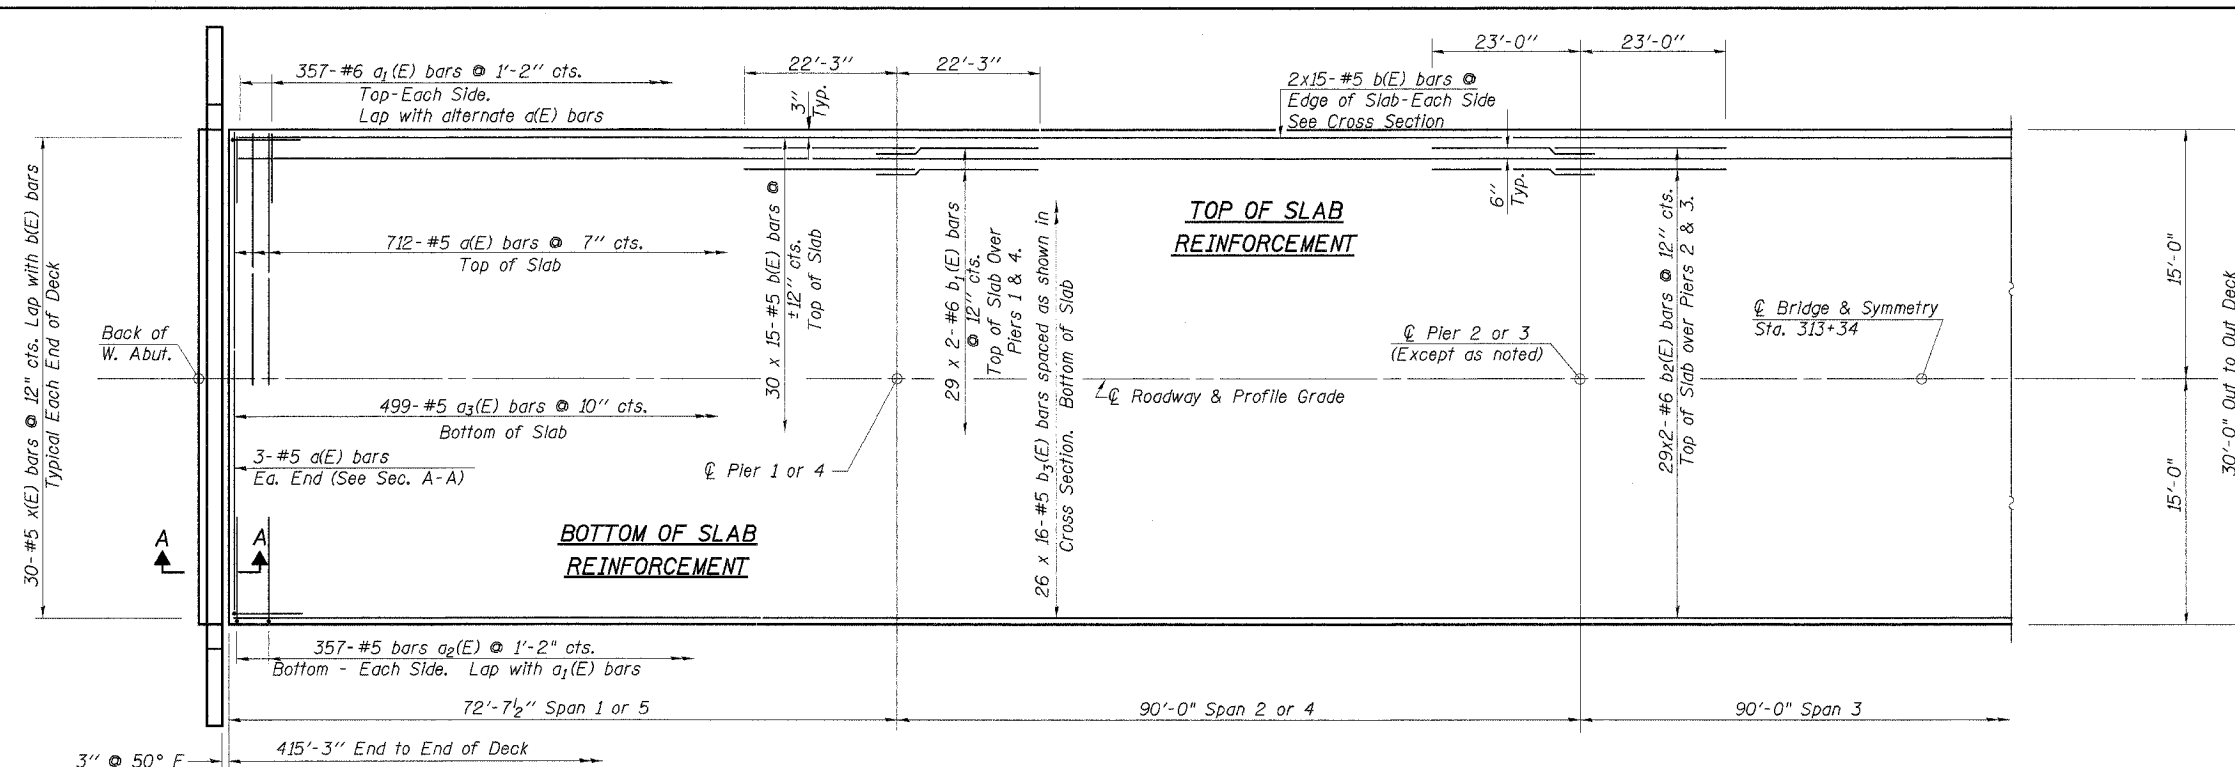 357-#6 a1(E) bars @ 1'-2" cts.
Top-Each Side.
Lap with alternate a(E) bars
22'-3"
22'-3"
3"
Typ.
23'-0"
23'-0"
2x15-#5 b(E) bars @
Edge of Slab-Each Side
See Cross Section
30-#5 x(E) bars @ 12" cts. Lap with b(E) bars
Typical Each End of Deck
712-#5 a(E) bars @ 7" cts.
Top of Slab
30 x 15-#5 b(E) bars @
±12" cts.
Top of Slab
29 x 2-#6 b1(E) bars
@ 12" cts.
Top of Slab Over
Piers 1 & 4.
26 x 16-#5 b3(E) bars spaced as shown in
Cross Section. Bottom of Slab
TOP OF SLAB
REINFORCEMENT
6"
Typ.
29x2-#6 b2(E) bars @ 12" cts.
Top of Slab over Piers 2 & 3.
15'-0"
15'-0"
30'-0" Out to Out Deck
Back of
W. Abut.
℄ Pier 2 or 3
(Except as noted)
℄ Bridge & Symmetry
Sta. 313+34
℄ Roadway & Profile Grade
499-#5 a3(E) bars @ 10" cts.
Bottom of Slab
3-#5 a(E) bars
Ea. End (See Sec. A-A)
℄ Pier 1 or 4
A
A
BOTTOM OF SLAB
REINFORCEMENT
357-#5 bars a2(E) @ 1'-2" cts.
Bottom - Each Side. Lap with a1(E) bars
72'-7½" Span 1 or 5
90'-0" Span 2 or 4
90'-0" Span 3
415'-3" End to End of Deck
3" @ 50° F